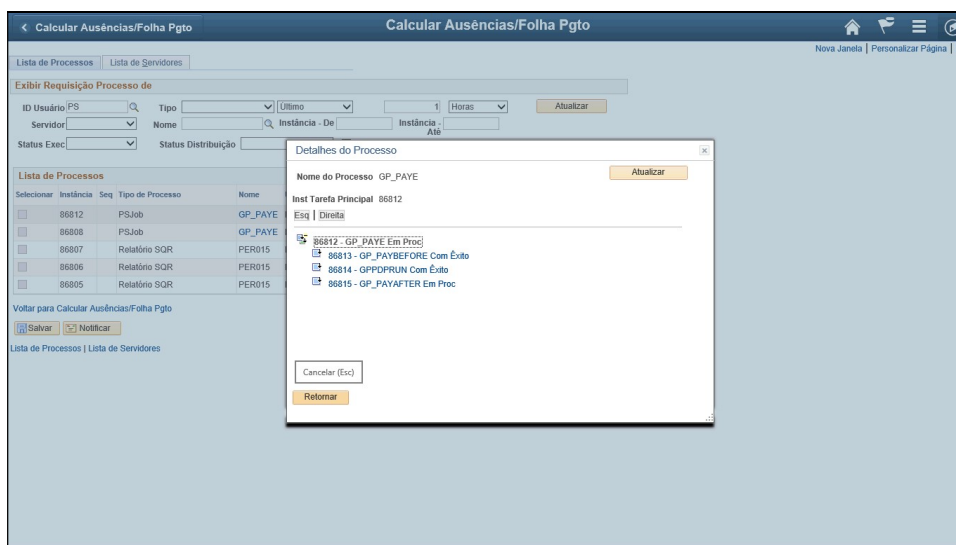 Calcular Ausências/Folha Pgto
Calcular Ausências/Folha Pgto
Nova Janela | Personalizar Página |
Lista de Processos
Lista de Servidores
Exibir Requisição Processo de
ID Usuário PS Tipo Último 1 Horas Atualizar
Servidor Nome Instância - De Instância - Até
Status Exec Status Distribuição
Lista de Processos
Selecionar Instância Seq Tipo de Processo Nome
86812 PSJob GP_PAYE
86808 PSJob GP_PAYE
86807 Relatório SQR PER015
86806 Relatório SQR PER015
86805 Relatório SQR PER015
Voltar para Calcular Ausências/Folha Pgto
Salvar Notificar
Lista de Processos | Lista de Servidores
Detalhes do Processo
Nome do Processo GP_PAYE Atualizar
Inst Tarefa Principal 86812
Esq | Direita
86812 - GP_PAYE Em Proc
86813 - GP_PAYBEFORE Com Êxito
86814 - GPPDPRUN Com Êxito
86815 - GP_PAYAFTER Em Proc
Cancelar (Esc)
Retornar